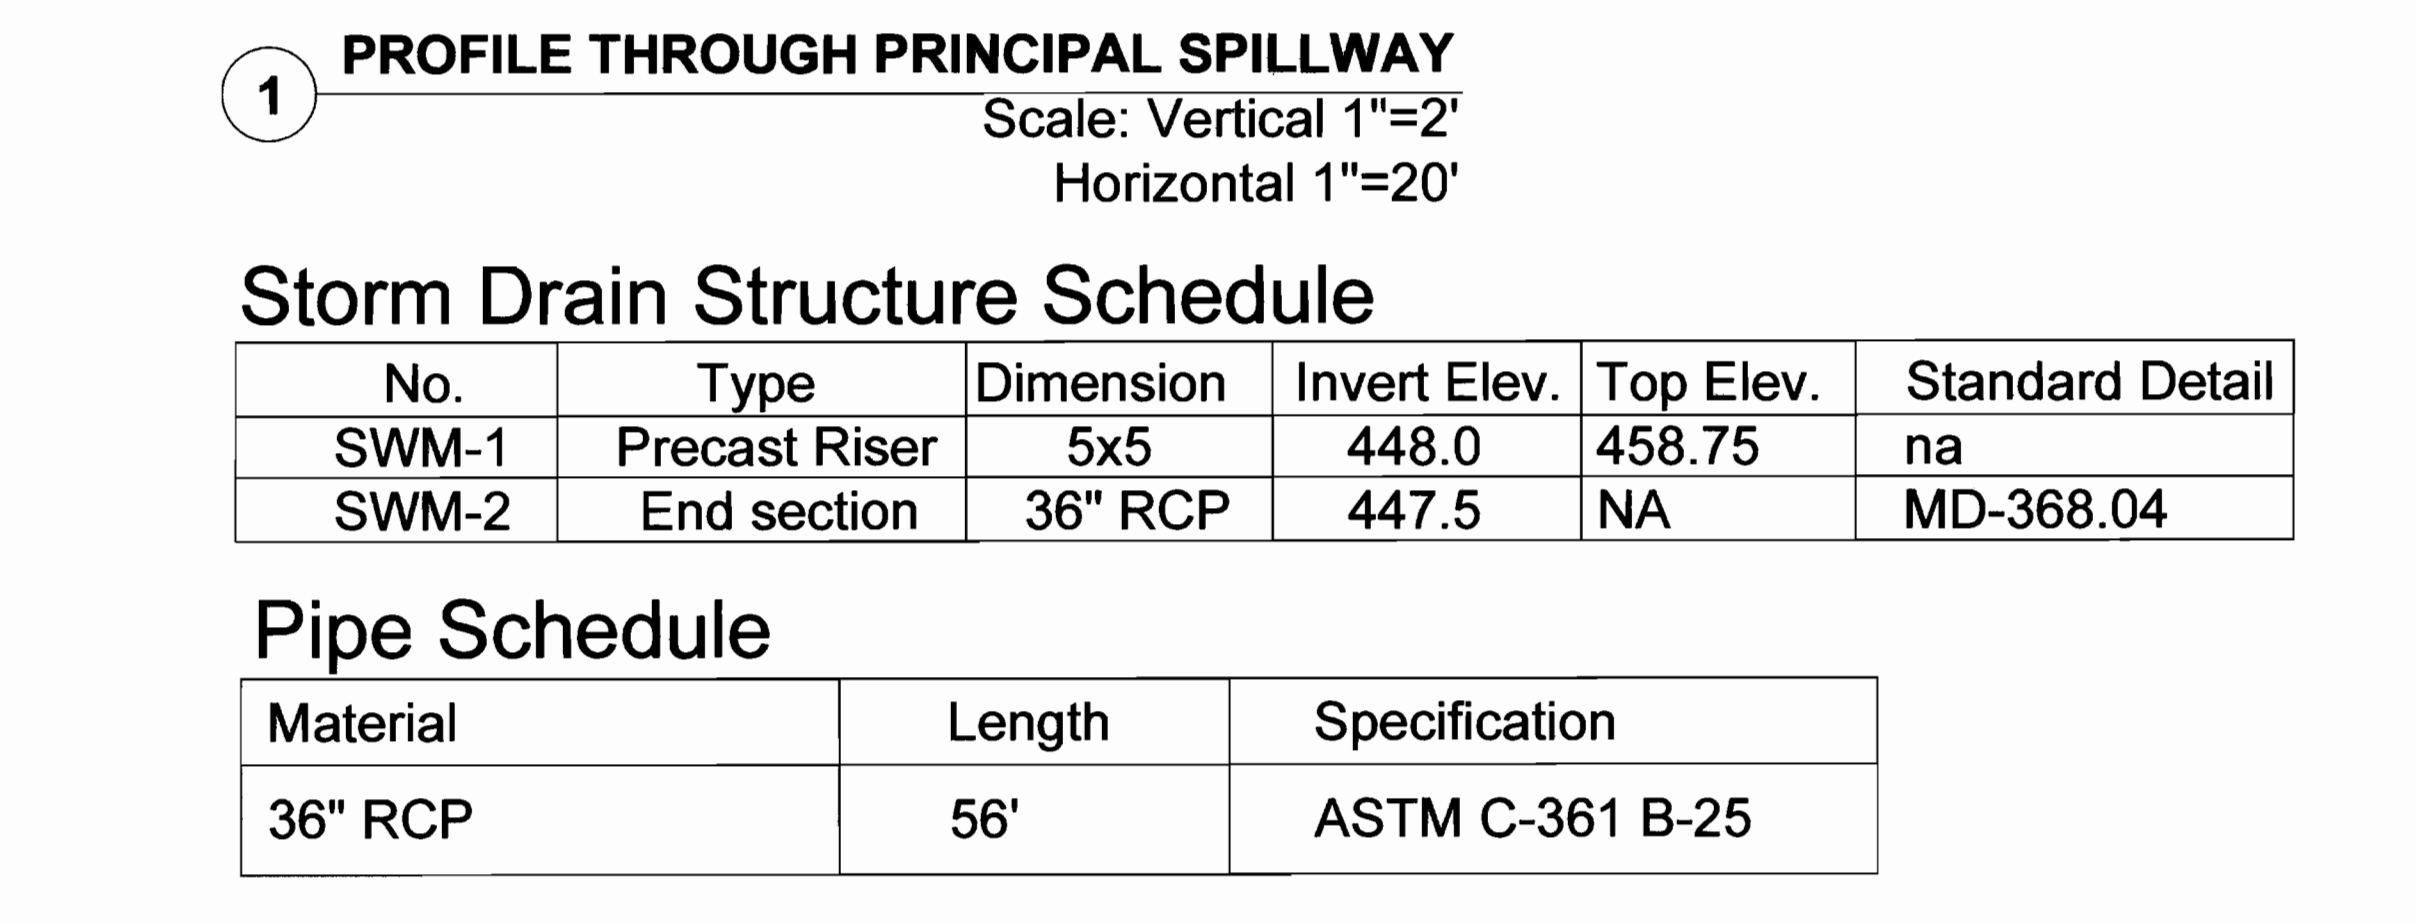 1
PROFILE THROUGH PRINCIPAL SPILLWAY
Scale: Vertical 1"=2'
Horizontal 1"=20'
Storm Drain Structure Schedule
No. Type Dimension Invert Elev. Top Elev. Standard Detail
SWM-1 Precast Riser 5x5 448.0 458.75 na
SWM-2 End section 36" RCP 447.5 NA MD-368.04
Pipe Schedule
Material Length Specification
36" RCP 56' ASTM C-361 B-25